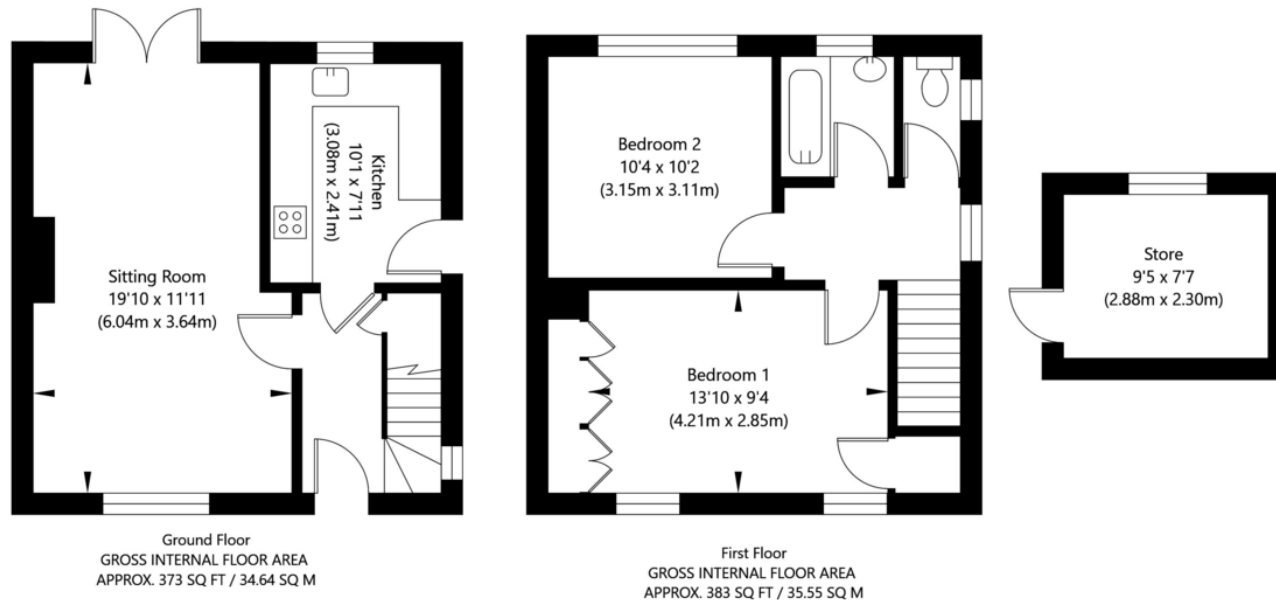 Sitting Room
19'10 x 11'11
(6.04m x 3.64m)
Kitchen
10'1 x 7'11
(3.08m x 2.41m)
Ground Floor
GROSS INTERNAL FLOOR AREA
APPROX. 373 SQ FT / 34.64 SQ M
Bedroom 2
10'4 x 10'2
(3.15m x 3.11m)
Bedroom 1
13'10 x 9'4
(4.21m x 2.85m)
First Floor
GROSS INTERNAL FLOOR AREA
APPROX. 383 SQ FT / 35.55 SQ M
Store
9'5 x 7'7
(2.88m x 2.30m)